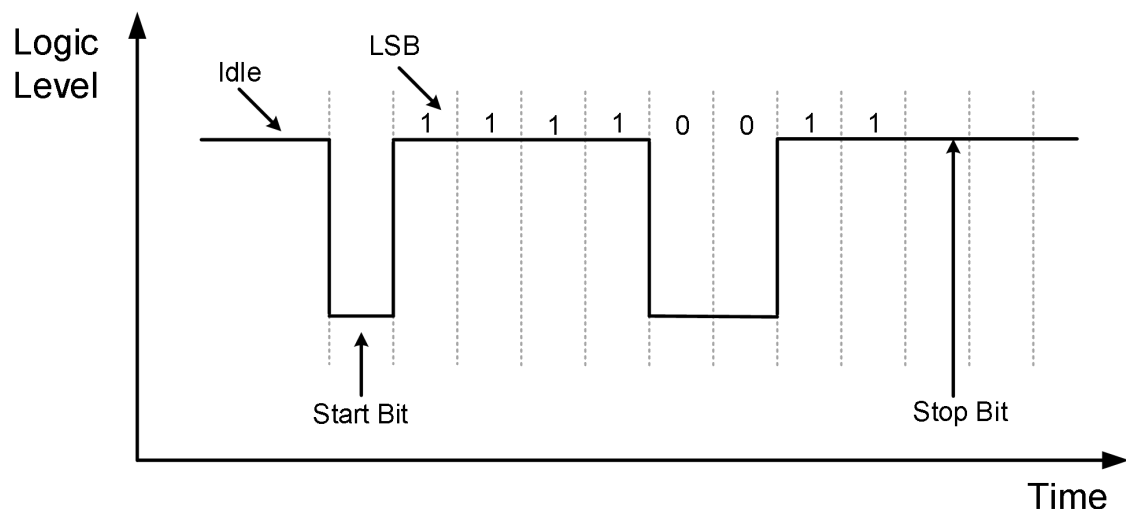 Logic
Level
Idle
LSB
1 1 1 1 0 0 1 1
Start Bit
Stop Bit
Time